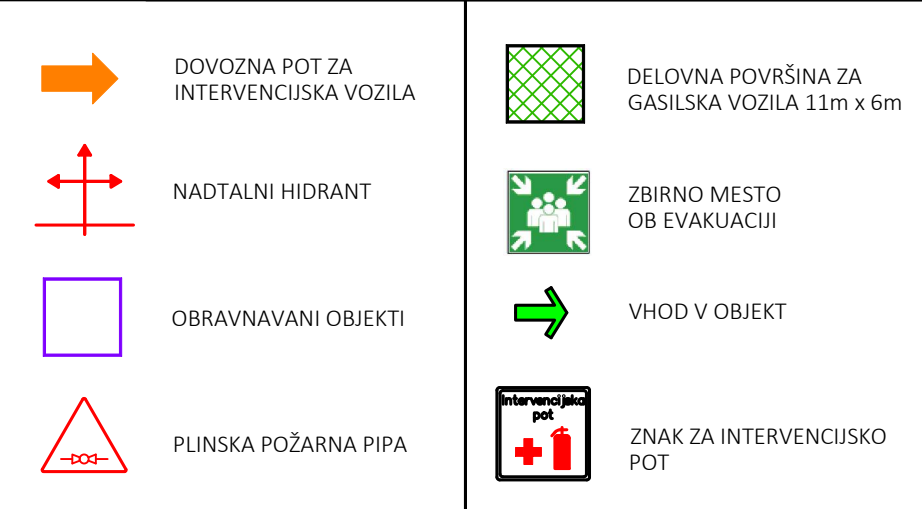 DOVOZNA POT ZA
INTERVENCIJSKA VOZILA
NADTALNI HIDRANT
OBRAVNAVANI OBJEKTI
PLINSKA POŽARNA PIPA
DELOVNA POVRŠINA ZA
GASILSKA VOZILA 11m x 6m
ZBIRNO MESTO
OB EVAKUACIJI
VHOD V OBJEKT
Intervencijska
pot
ZNAK ZA INTERVENCIJSKO
POT